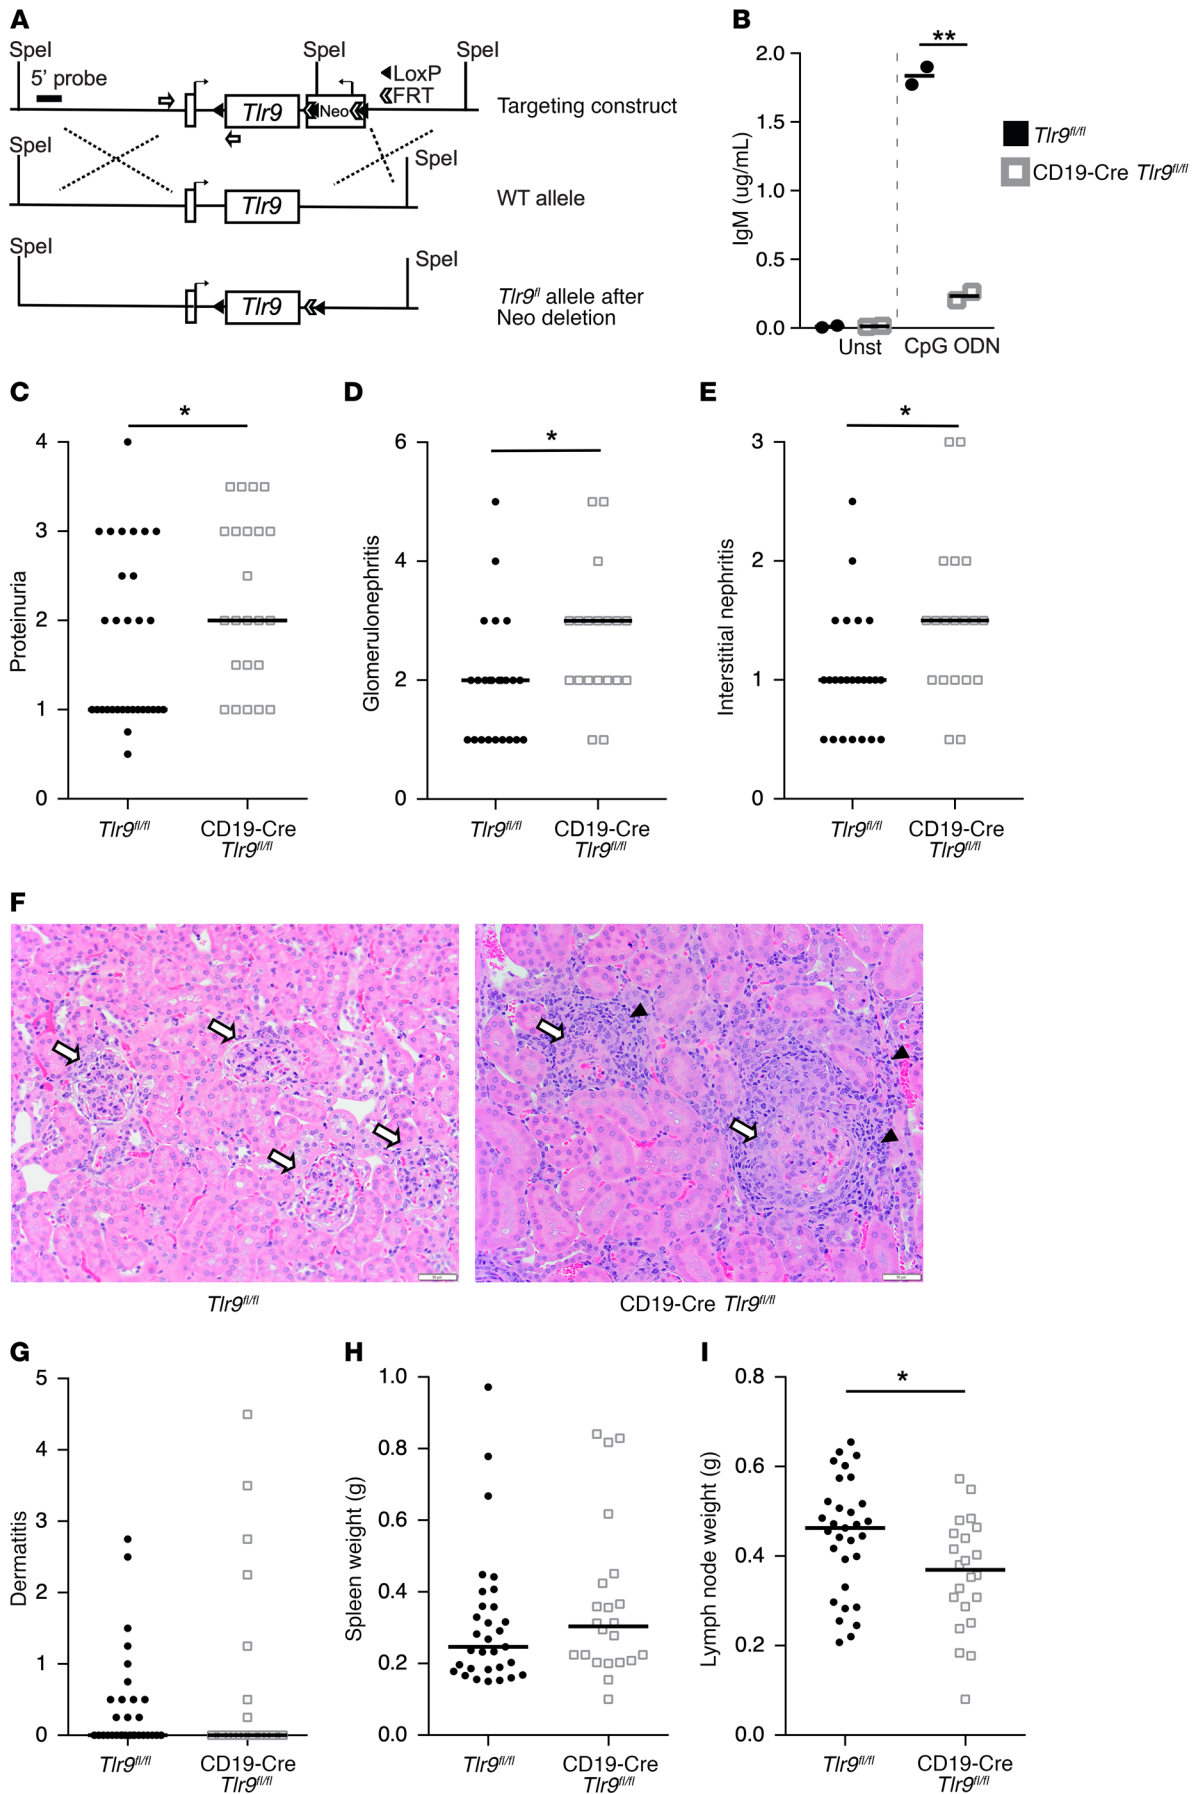 A
SpeI
SpeI
SpeI
5' probe
LoxP
FRT
Tlr9
Neo
Targeting construct
SpeI
SpeI
Tlr9
WT allele
SpeI
SpeI
Tlr9
Tlr9fl allele after
Neo deletion
B
**
2.0
1.5
1.0
0.5
0.0
IgM (ug/mL)
Unst
CpG ODN
Tlr9fl/fl
CD19-Cre Tlr9fl/fl
C
*
4
3
2
1
0
Proteinuria
Tlr9fl/fl
CD19-Cre
Tlr9fl/fl
D
*
6
4
2
0
Glomerulonephritis
Tlr9fl/fl
CD19-Cre
Tlr9fl/fl
E
*
3
2
1
0
Interstitial nephritis
Tlr9fl/fl
CD19-Cre
Tlr9fl/fl
F
Tlr9fl/fl
CD19-Cre Tlr9fl/fl
G
5
4
3
2
1
0
Dermatitis
Tlr9fl/fl
CD19-Cre
Tlr9fl/fl
H
1.0
0.8
0.6
0.4
0.2
0.0
Spleen weight (g)
Tlr9fl/fl
CD19-Cre
Tlr9fl/fl
I
*
0.8
0.6
0.4
0.2
0.0
Lymph node weight (g)
Tlr9fl/fl
CD19-Cre
Tlr9fl/fl